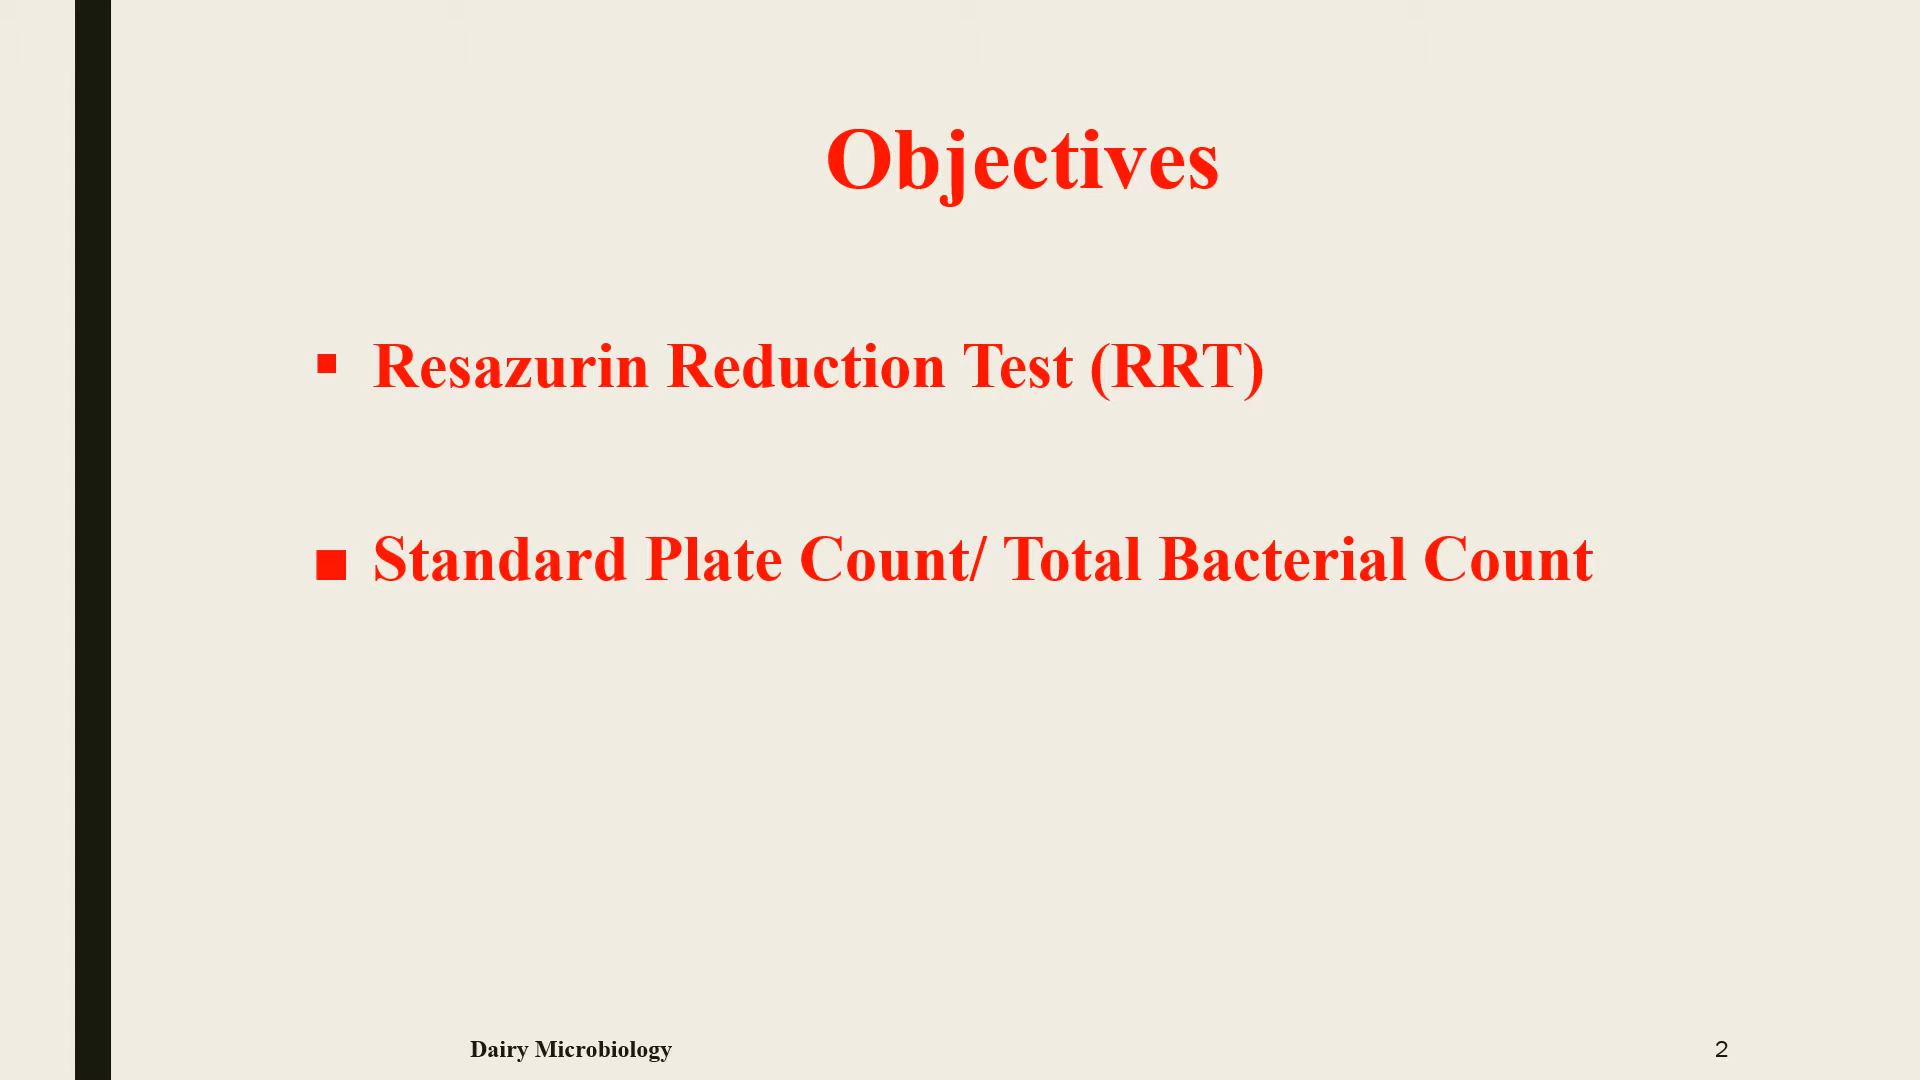 Objectives
▪ Resazurin Reduction Test (RRT)
■ Standard Plate Count/ Total Bacterial Count
Dairy Microbiology
2